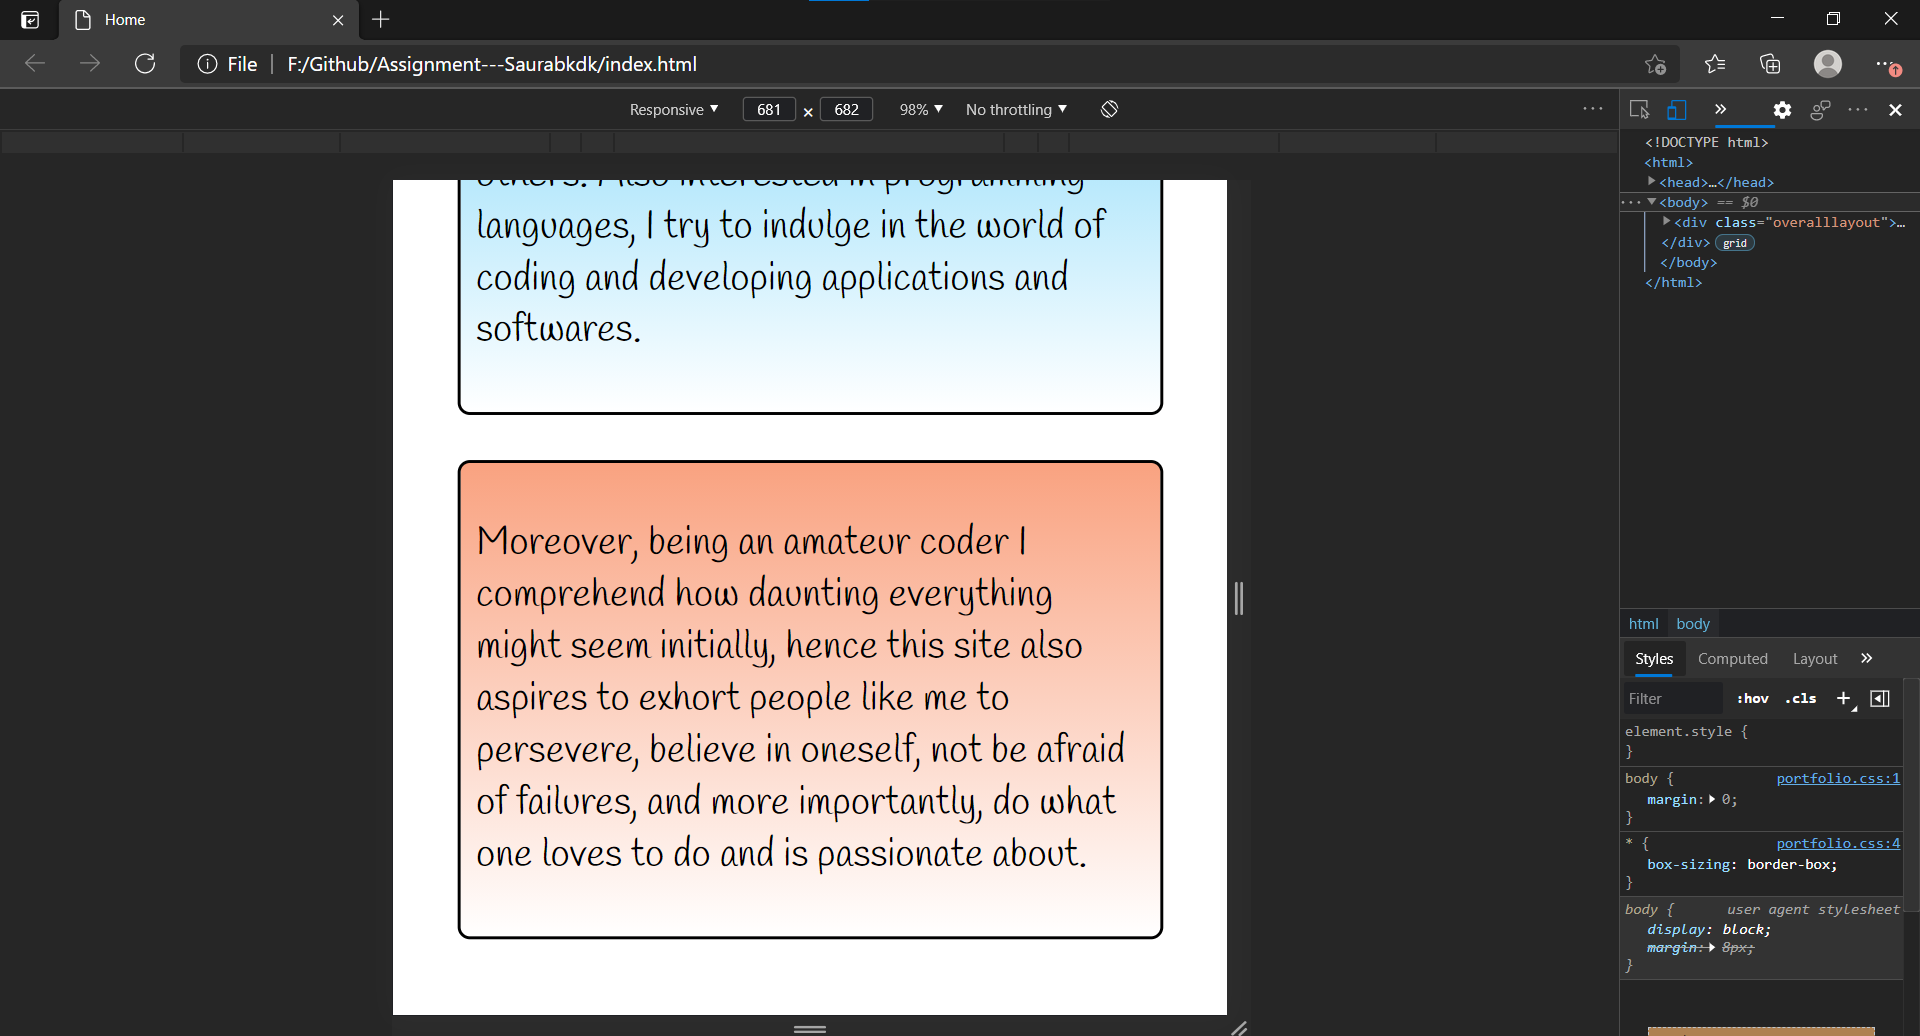 Home
File
F:/Github/Assignment---Saurabkdk/index.html
Responsive ▼ 681 × 682 98% ▼ No throttling ▼
others. Also interested in programming
languages, I try to indulge in the world of
coding and developing applications and
softwares.
Moreover, being an amateur coder I
comprehend how daunting everything
might seem initially, hence this site also
aspires to exhort people like me to
persevere, believe in oneself, not be afraid
of failures, and more importantly, do what
one loves to do and is passionate about.
<!DOCTYPE html>
<html>
<head>…</head>
<body> == $0
<div class="overalllayout">…
</div> grid
</body>
</html>
html body
Styles Computed Layout
Filter :hov .cls +
element.style {
}
body { portfolio.css:1
margin: 0;
}
* { portfolio.css:4
box-sizing: border-box;
}
body { user agent stylesheet
display: block;
margin: 8px;
}